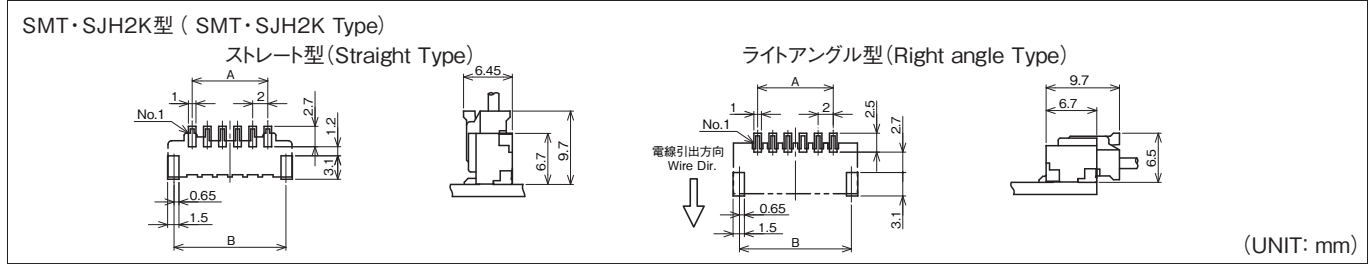 SMT・SJH2K型 ( SMT・SJH2K Type)
ストレート型(Straight Type)
A
1
2
2.7
1.2
No.1
3.1
0.65
1.5
B
6.45
6.7
9.7
ライトアングル型(Right angle Type)
A
1
2
2.5
2.7
No.1
電線引出方向
Wire Dir.
0.65
1.5
3.1
B
9.7
6.7
6.5
(UNIT: mm)